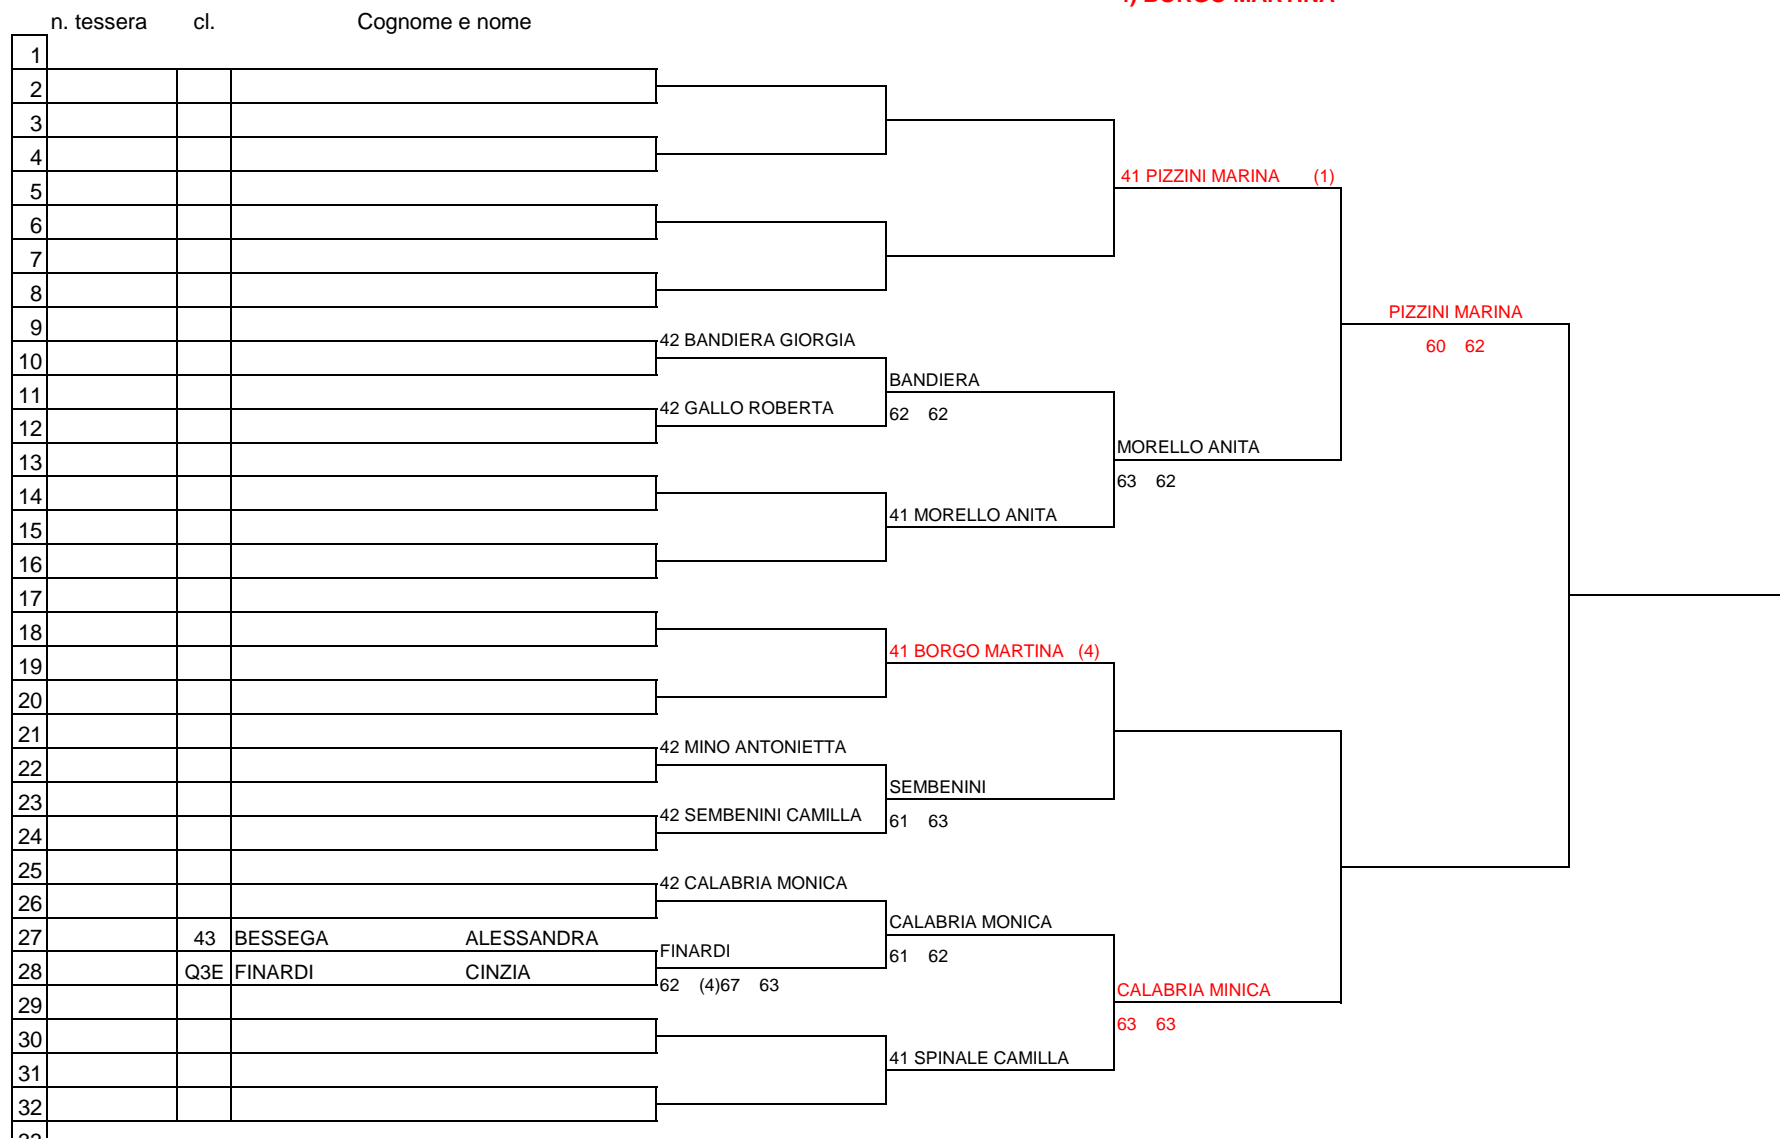 4) BORGO MARTINA
n. tessera cl. Cognome e nome
1
2
3
4
5
41 PIZZINI MARINA (1)
6
7
8
9
PIZZINI MARINA
42 BANDIERA GIORGIA
60 62
10
BANDIERA
11
42 GALLO ROBERTA
62 62
12
MORELLO ANITA
13
63 62
14
41 MORELLO ANITA
15
16
17
18
41 BORGO MARTINA (4)
19
20
21
42 MINO ANTONIETTA
22
SEMBENINI
23
42 SEMBENINI CAMILLA
61 63
24
25
42 CALABRIA MONICA
26
CALABRIA MONICA
27 43 BESSEGA ALESSANDRA
FINARDI
61 62
28 Q3E FINARDI CINZIA
62 (4)67 63
CALABRIA MINICA
29
63 63
30
41 SPINALE CAMILLA
31
32
33